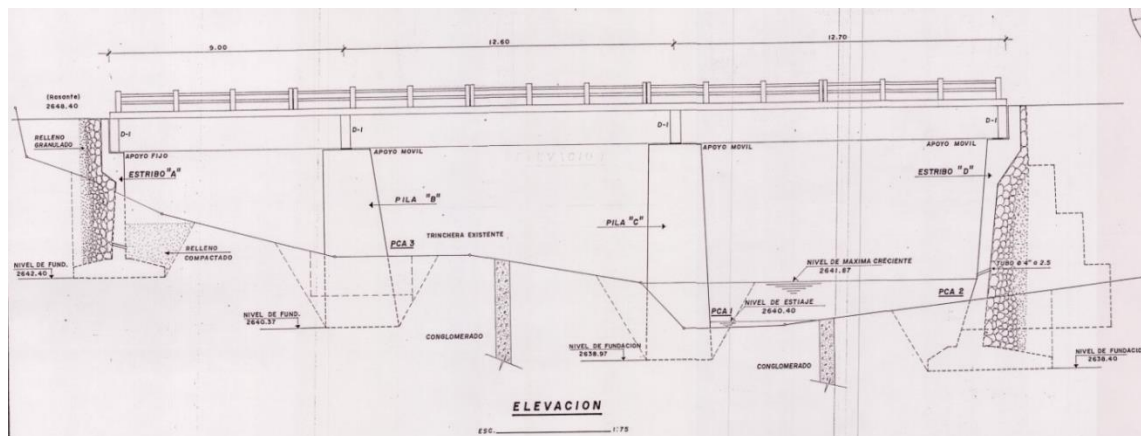 9.00
12.60
12.70
(Rasante)
2648.40
D-1
D-1
D-1
D-1
RELLENO
GRANULADO
APOYO FIJO
APOYO MOVIL
APOYO MOVIL
APOYO MOVIL
ESTRIBO "A"
ESTRIBO "D"
PILA "B"
PILA "C"
TRINCHERA EXISTENTE
PCA 3
RELLENO
COMPACTADO
NIVEL DE FUND.
2642.40
NIVEL DE MAXIMA CRECIENTE
2641.87
TUBO Ø 4" @ 2.5
PCA 2
NIVEL DE ESTIAJE
2640.40
PCA 1
NIVEL DE FUND.
2640.37
CONGLOMERADO
NIVEL DE FUNDACION
2638.97
CONGLOMERADO
NIVEL DE FUNDACI
2638.40
ELEVACION
ESC. 1:75